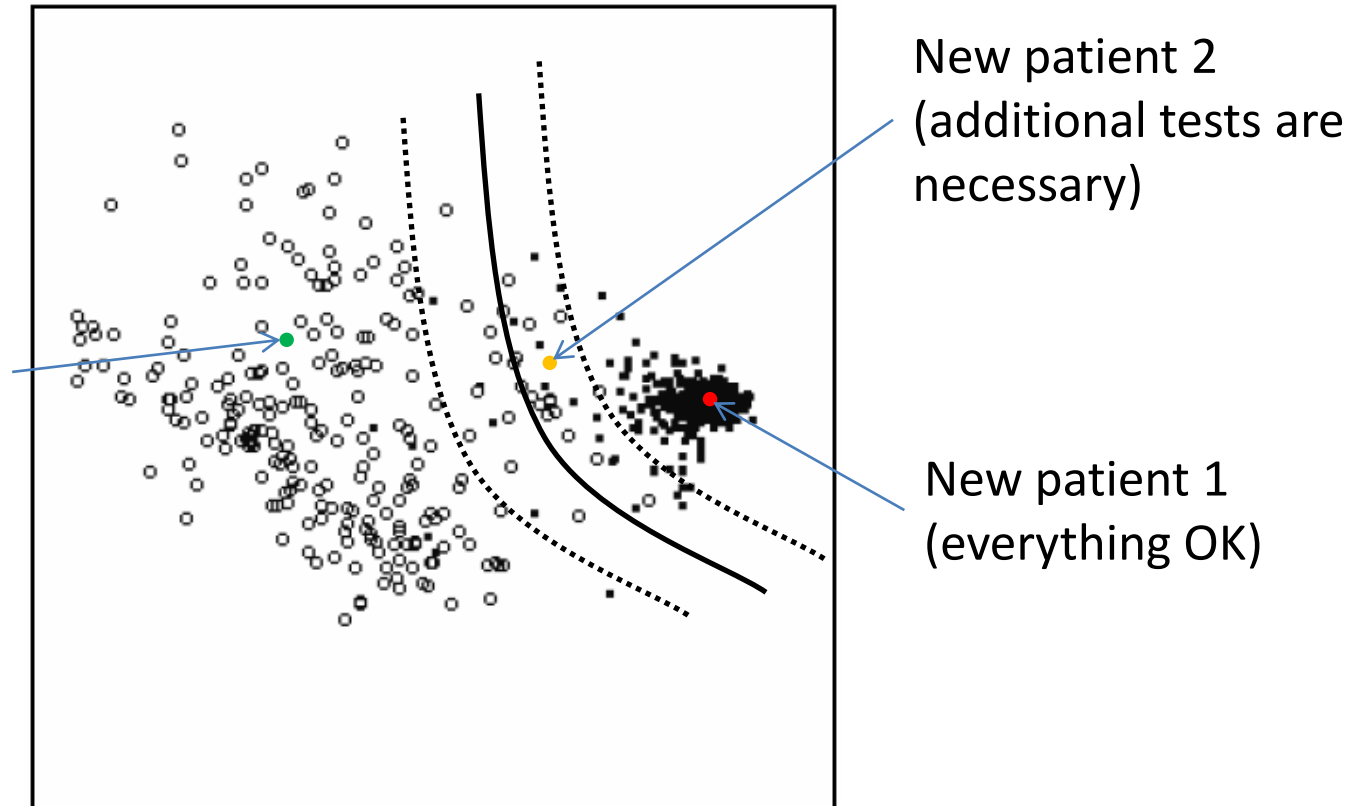 New patient 2
(additional tests are
necessary)
New patient 1
(everything OK)